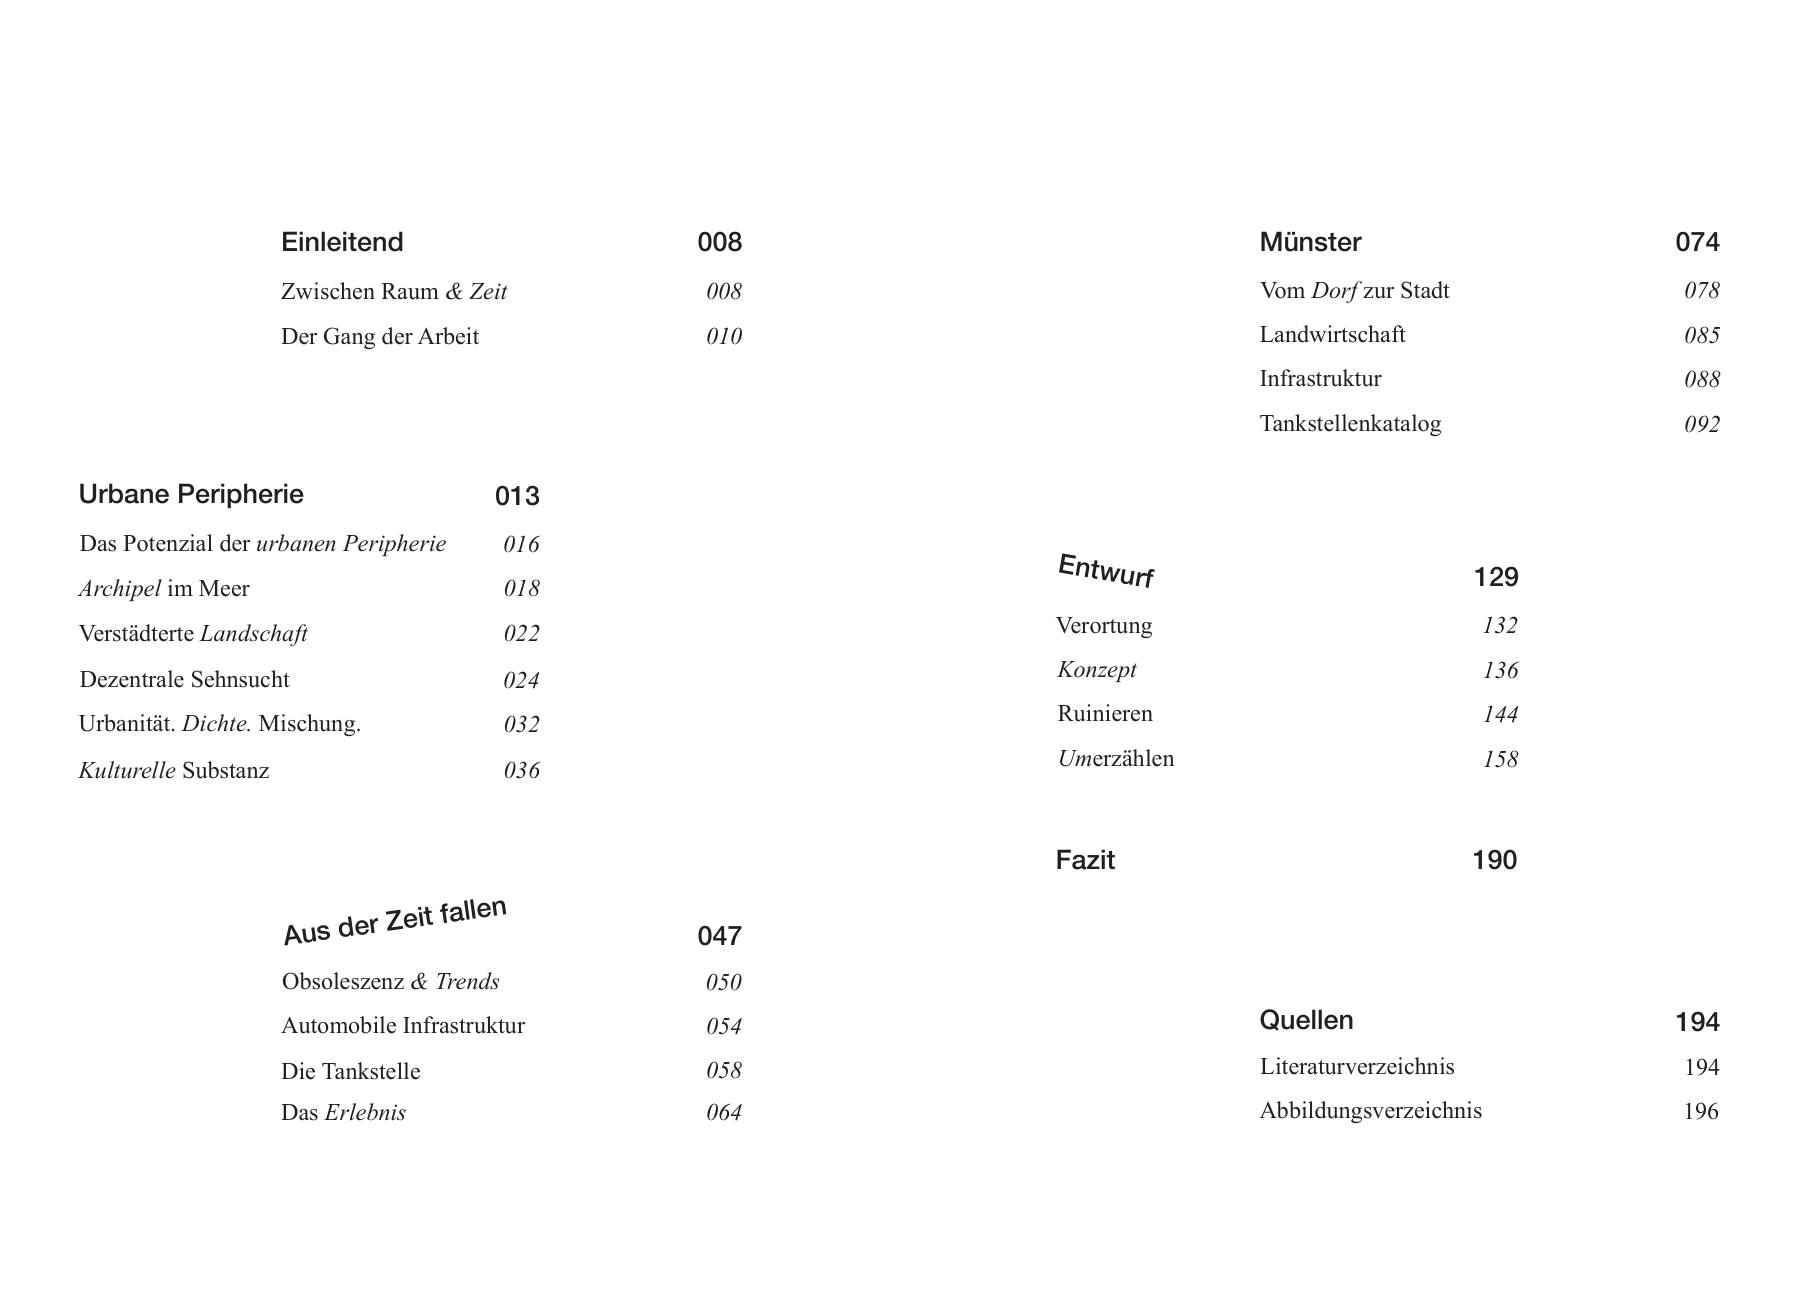 Einleitend 008
Zwischen Raum & Zeit 008
Der Gang der Arbeit 010
Urbane Peripherie 013
Das Potenzial der urbanen Peripherie 016
Archipel im Meer 018
Verstädterte Landschaft 022
Dezentrale Sehnsucht 024
Urbanität. Dichte. Mischung. 032
Kulturelle Substanz 036
Aus der Zeit fallen 047
Obsoleszenz & Trends 050
Automobile Infrastruktur 054
Die Tankstelle 058
Das Erlebnis 064
Münster 074
Vom Dorf zur Stadt 078
Landwirtschaft 085
Infrastruktur 088
Tankstellenkatalog 092
Entwurf 129
Verortung 132
Konzept 136
Ruinieren 144
Umerzählen 158
Fazit 190
Quellen 194
Literaturverzeichnis 194
Abbildungsverzeichnis 196